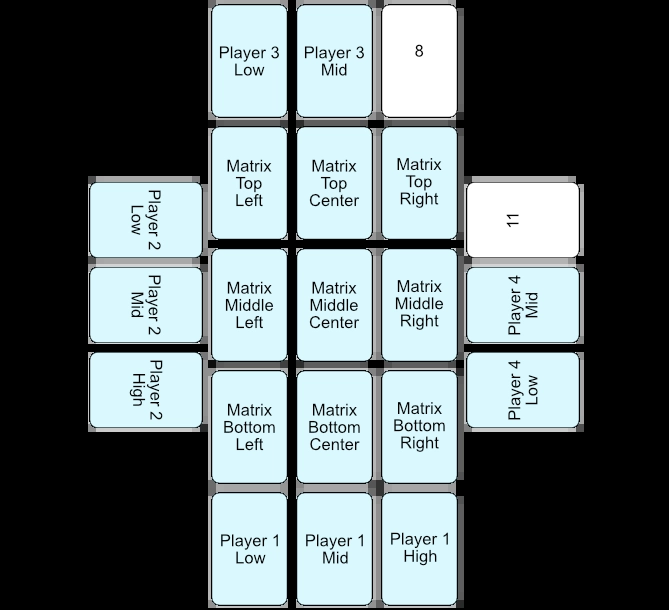 Player 3
Low
Player 3
Mid
8
Matrix
Top
Left
Matrix
Top
Center
Matrix
Top
Right
Player 2
Low
11
Player 2
Mid
Matrix
Middle
Left
Matrix
Middle
Center
Matrix
Middle
Right
Player 4
Mid
Player 2
High
Matrix
Bottom
Left
Matrix
Bottom
Center
Matrix
Bottom
Right
Player 4
Low
Player 1
Low
Player 1
Mid
Player 1
High